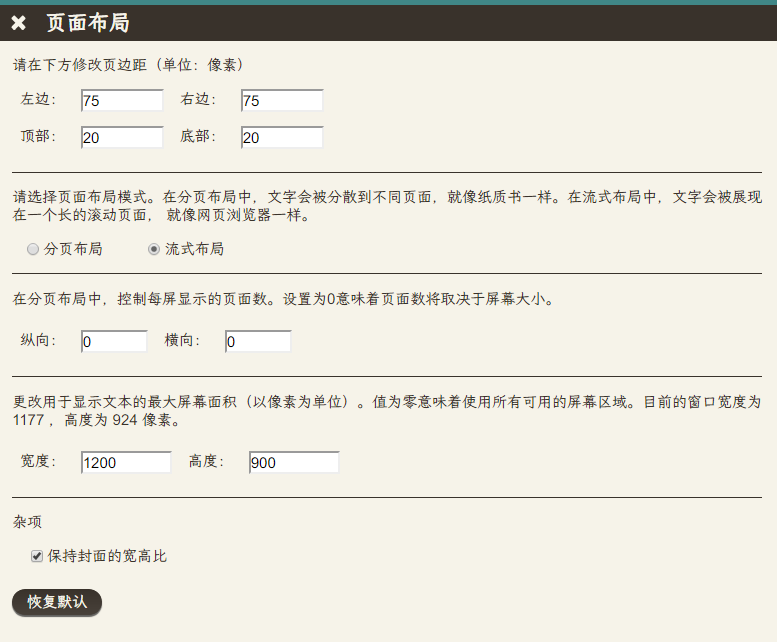 页面布局
请在下方修改页边距（单位：像素）
左边： 75 右边： 75
顶部： 20 底部： 20
请选择页面布局模式。在分页布局中，文字会被分散到不同页面，就像纸质书一样。在流式布局中，文字会被展现
在一个长的滚动页面， 就像网页浏览器一样。
分页布局 流式布局
在分页布局中，控制每屏显示的页面数。设置为0意味着页面数将取决于屏幕大小。
纵向： 0 横向： 0
更改用于显示文本的最大屏幕面积（以像素为单位）。值为零意味着使用所有可用的屏幕区域。目前的窗口宽度为
1177 ，高度为 924 像素。
宽度： 1200 高度： 900
杂项
保持封面的宽高比
恢复默认